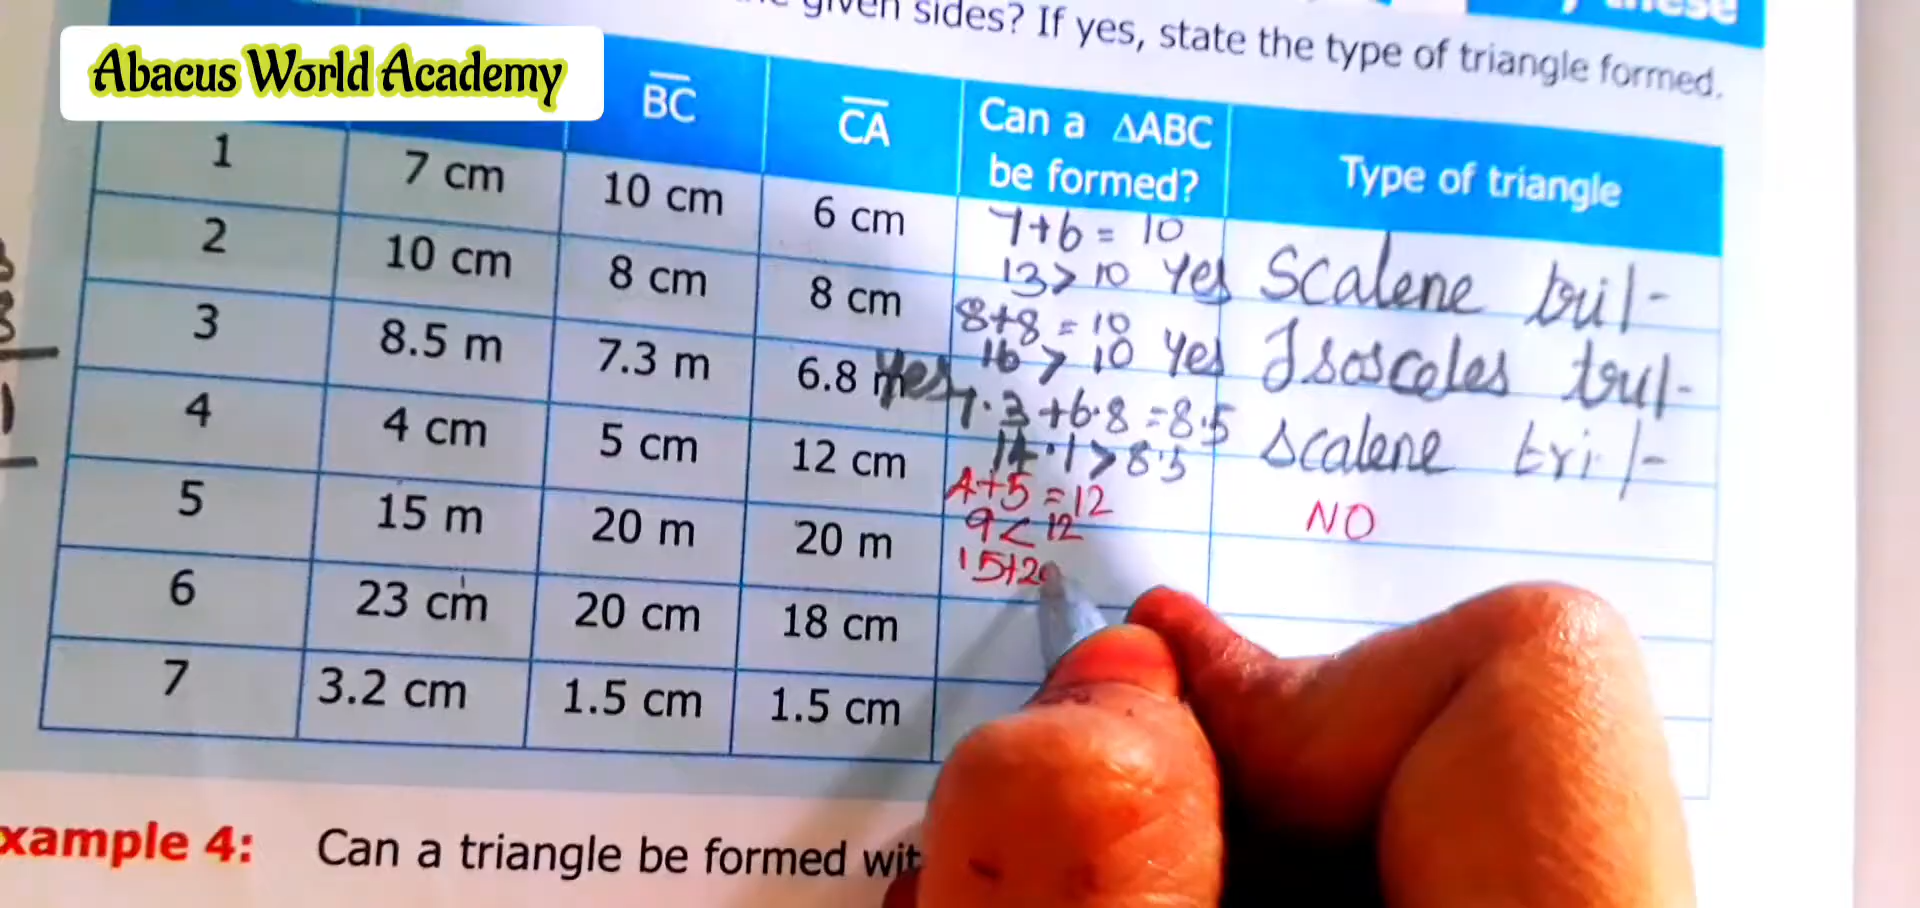 these
given sides? If yes, state the type of triangle formed.
Abacus World Academy
BC CA Can a ΔABC be formed? Type of triangle
1 7 cm 10 cm 6 cm 7+6 = 10 13 > 10 Yes Scalene tril-
2 10 cm 8 cm 8 cm 8+8 = 10 16 > 10 Yes Isosceles trul-
3 8.5 m 7.3 m 6.8 m Yes 7.3+6.8 =8.5 14.1 > 8.5 Scalene tri l-
4 4 cm 5 cm 12 cm 4+5 =12 9 < 12 NO
5 15 m 20 m 20 m 15+20
6 23 cm 20 cm 18 cm
7 3.2 cm 1.5 cm 1.5 cm
xample 4: Can a triangle be formed wit